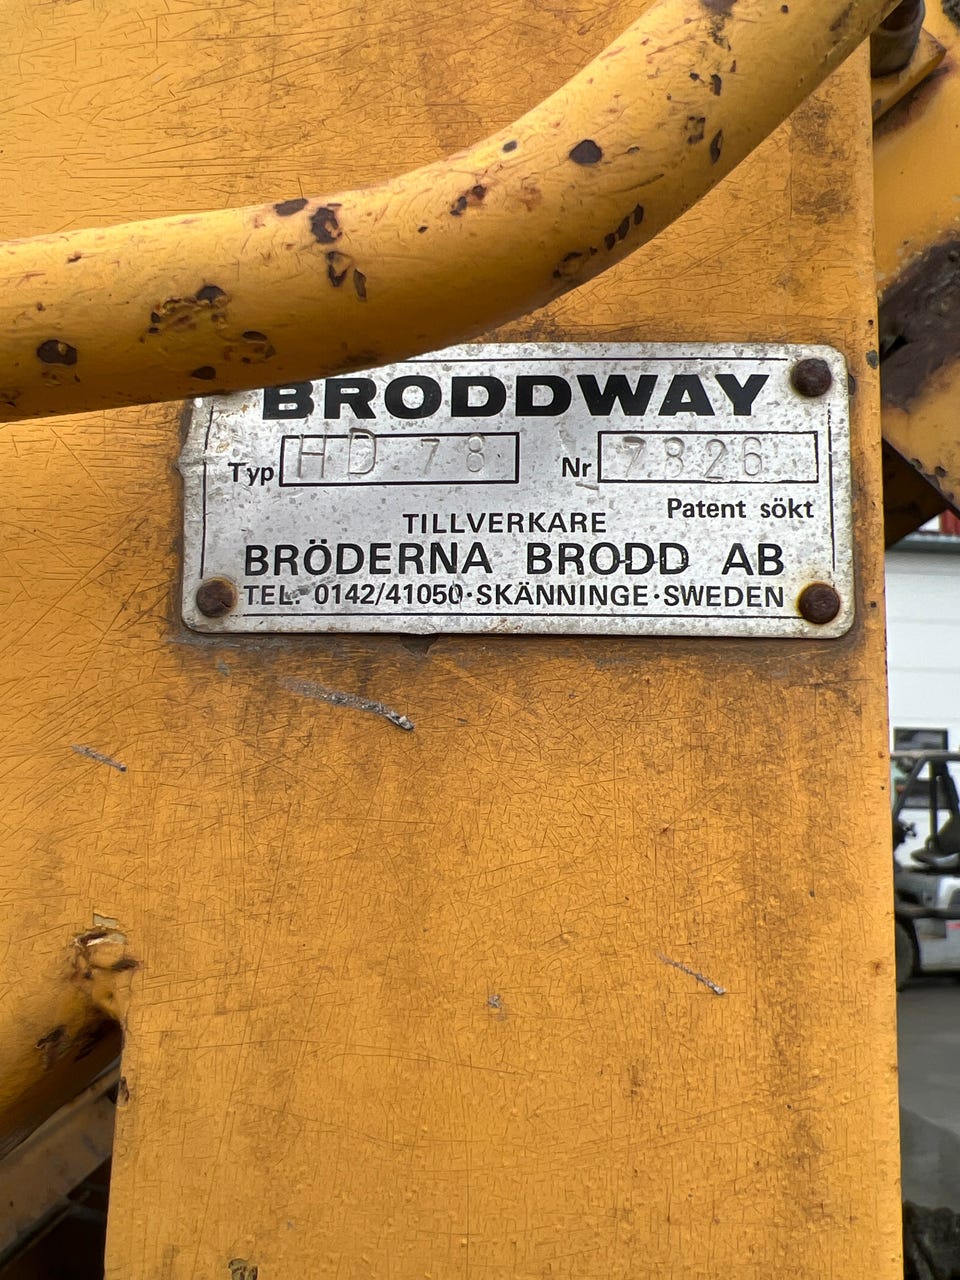 BRODDWAY
Typ HD 78 Nr 7826
Patent sökt
TILLVERKARE
BRÖDERNA BRODD AB
TEL. 0142/41050·SKÄNNINGE·SWEDEN